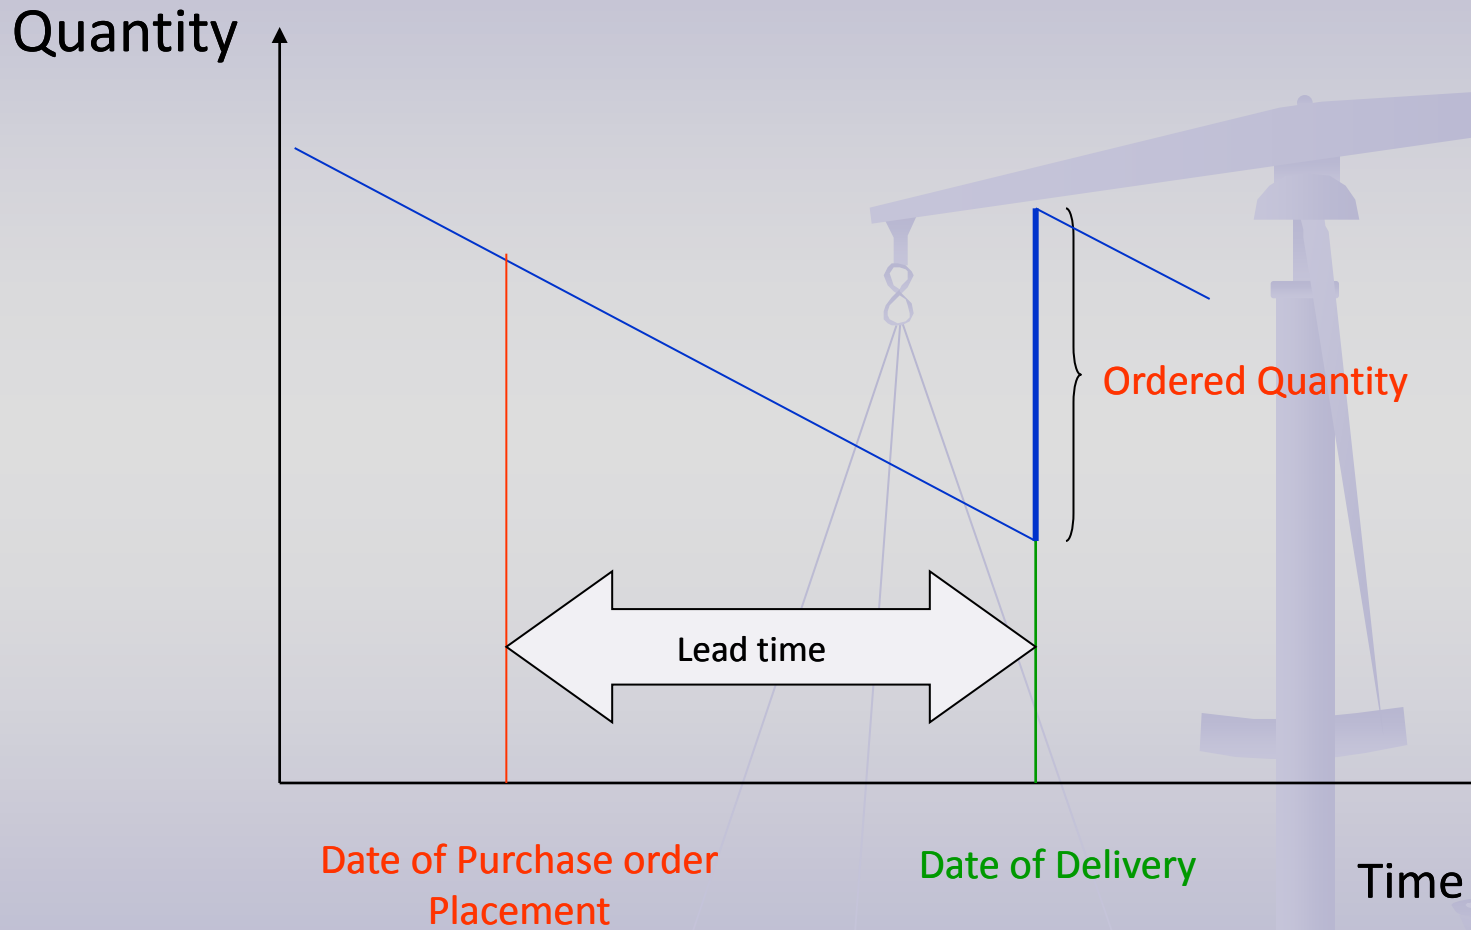 Quantity
Ordered Quantity
Lead time
Date of Purchase order
Placement
Date of Delivery
Time